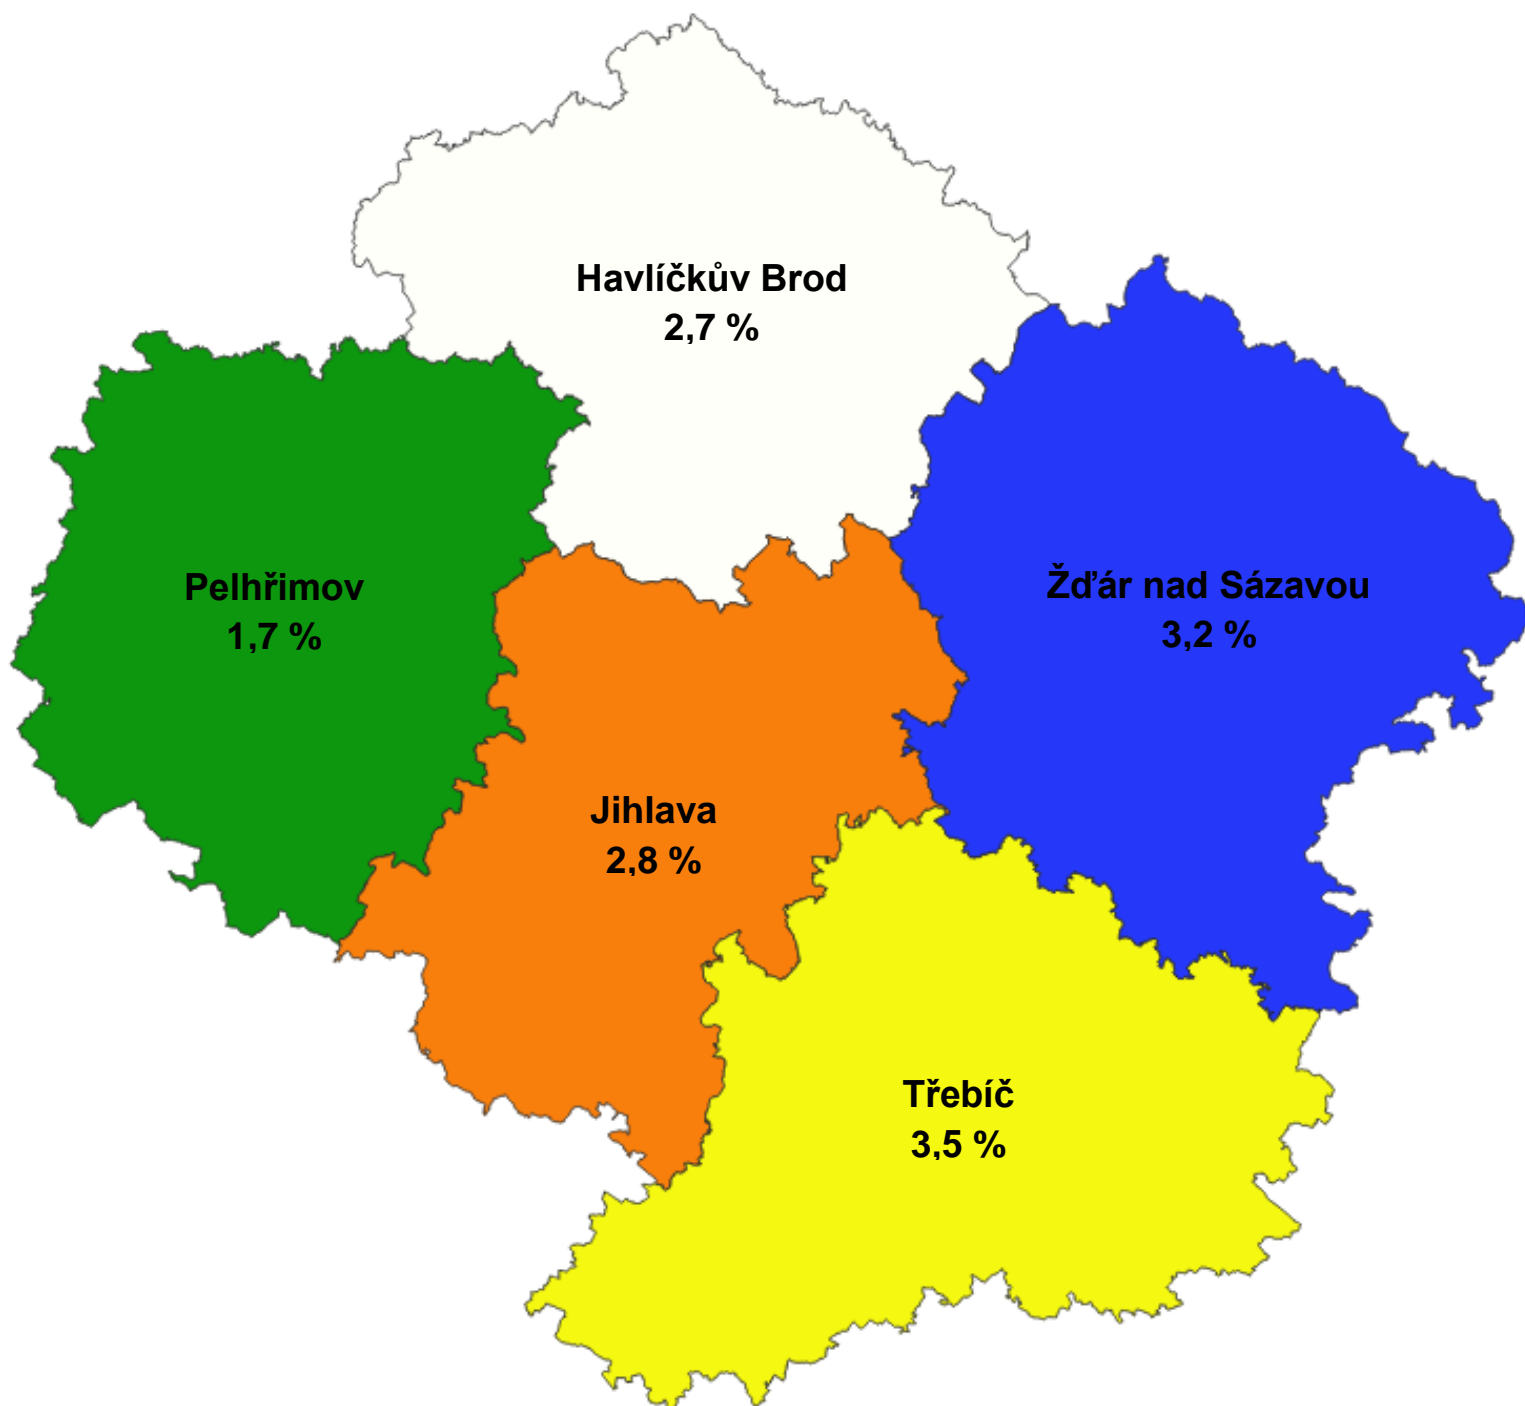 Havlíčkův Brod
2,7 %
Pelhřimov
1,7 %
Žďár nad Sázavou
3,2 %
Jihlava
2,8 %
Třebíč
3,5 %